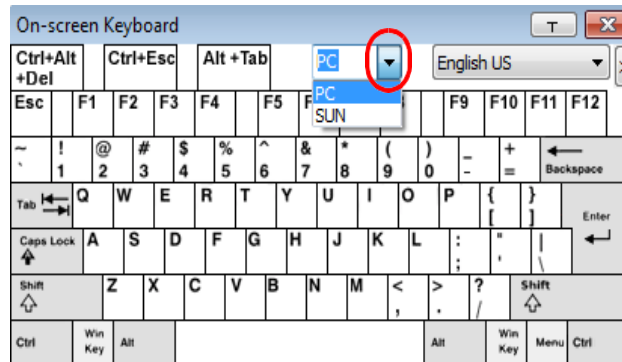 On-screen Keyboard
Ctrl+Alt +Del Ctrl+Esc Alt +Tab PC English US
PC
SUN
Esc F1 F2 F3 F4 F5 F9 F10 F11 F12
~ ` ! 1 @ 2 # 3 $ 4 % 5 ^ 6 & 7 * 8 ( 9 ) 0 _ - + = Backspace
Tab Q W E R T Y U I O P { [ } ] Enter
Caps Lock A S D F G H J K L : ; " ' | \
Shift Z X C V B N M < , > . ? / Shift
Ctrl Win Key Alt Alt Win Key Menu Ctrl